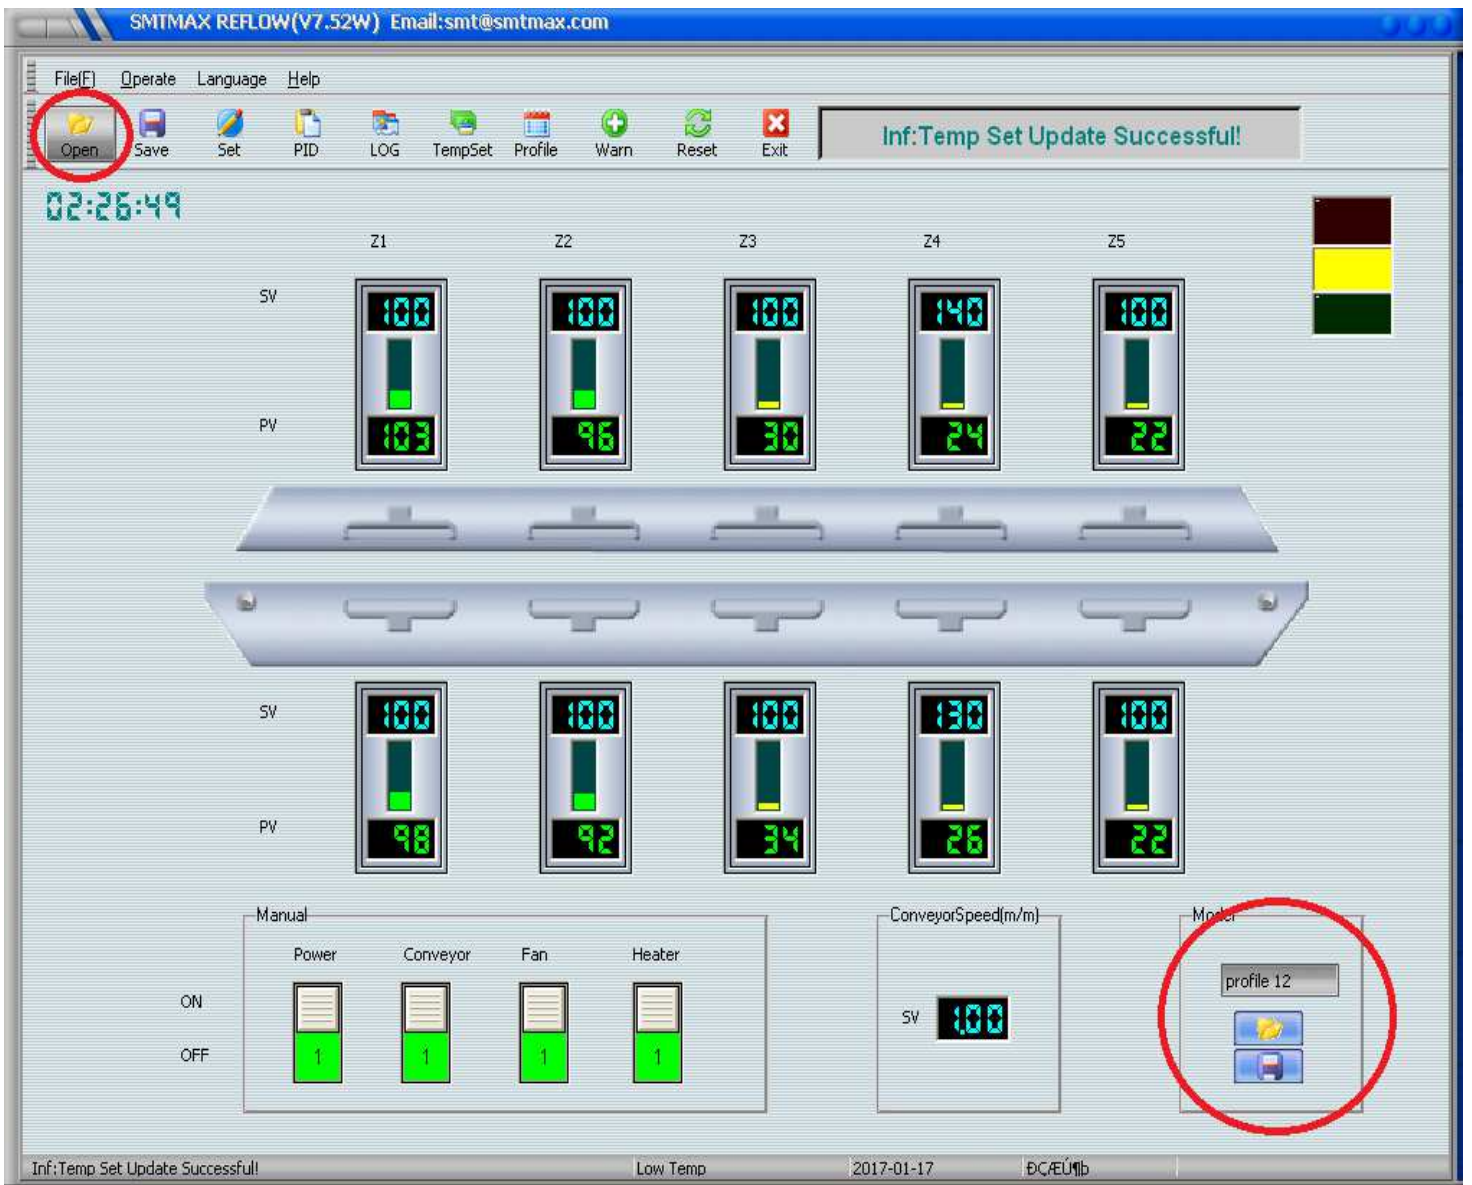 SMTMAX REFLOW(V7.52W) Email:smt@smtmax.com
File(F) Operate Language Help
Open Save Set PID LOG TempSet Profile Warn Reset Exit
Inf:Temp Set Update Successful!
02:26:49
Z1 Z2 Z3 Z4 Z5
SV 100 100 100 140 100
PV 103 96 30 24 22
SV 100 100 100 130 100
PV 98 92 34 26 22
Manual ConveyorSpeed(m/m) Model
Power Conveyor Fan Heater
profile 12
ON
SV 1.00
OFF 1 1 1 1
Inf:Temp Set Update Successful! Low Temp 2017-01-17 ÐÇÆÚ¶þ